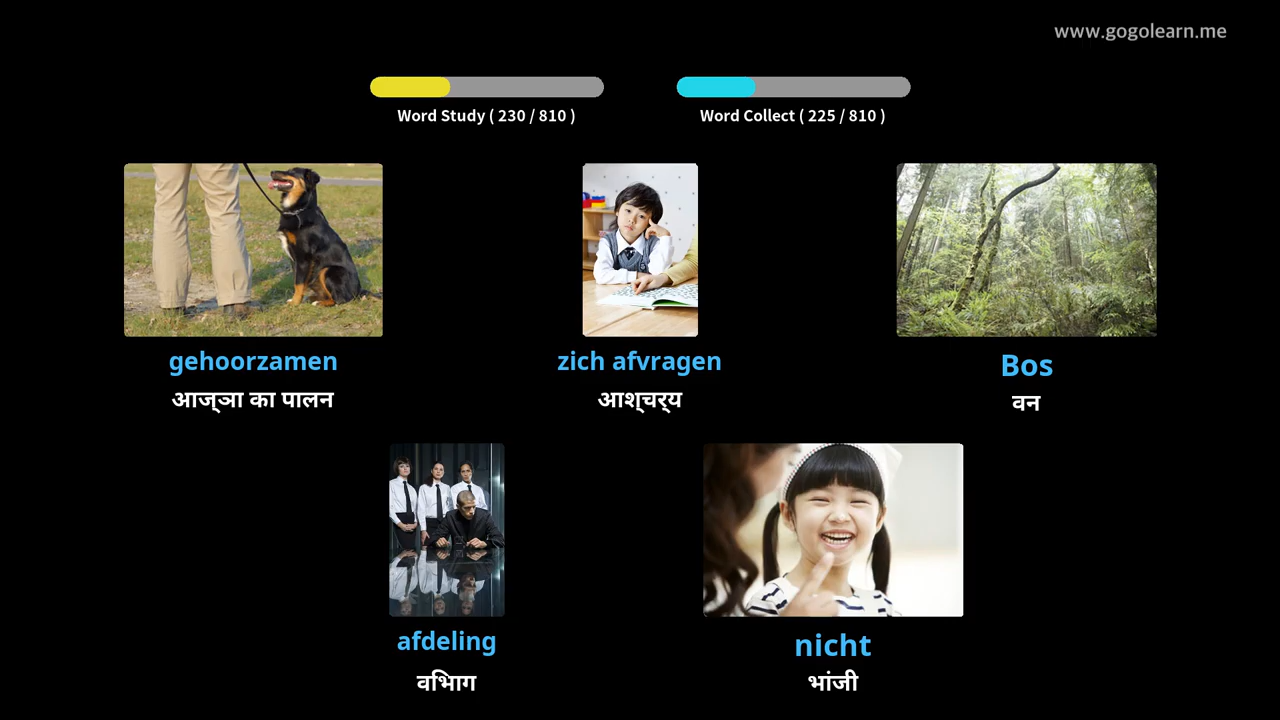 www.gogolearn.me
Word Study ( 230 / 810 )
Word Collect ( 225 / 810 )
gehoorzamen
आज्ञा का पालन
zich afvragen
आश्चर्य
Bos
वन
afdeling
वभिाग
nicht
भांजी